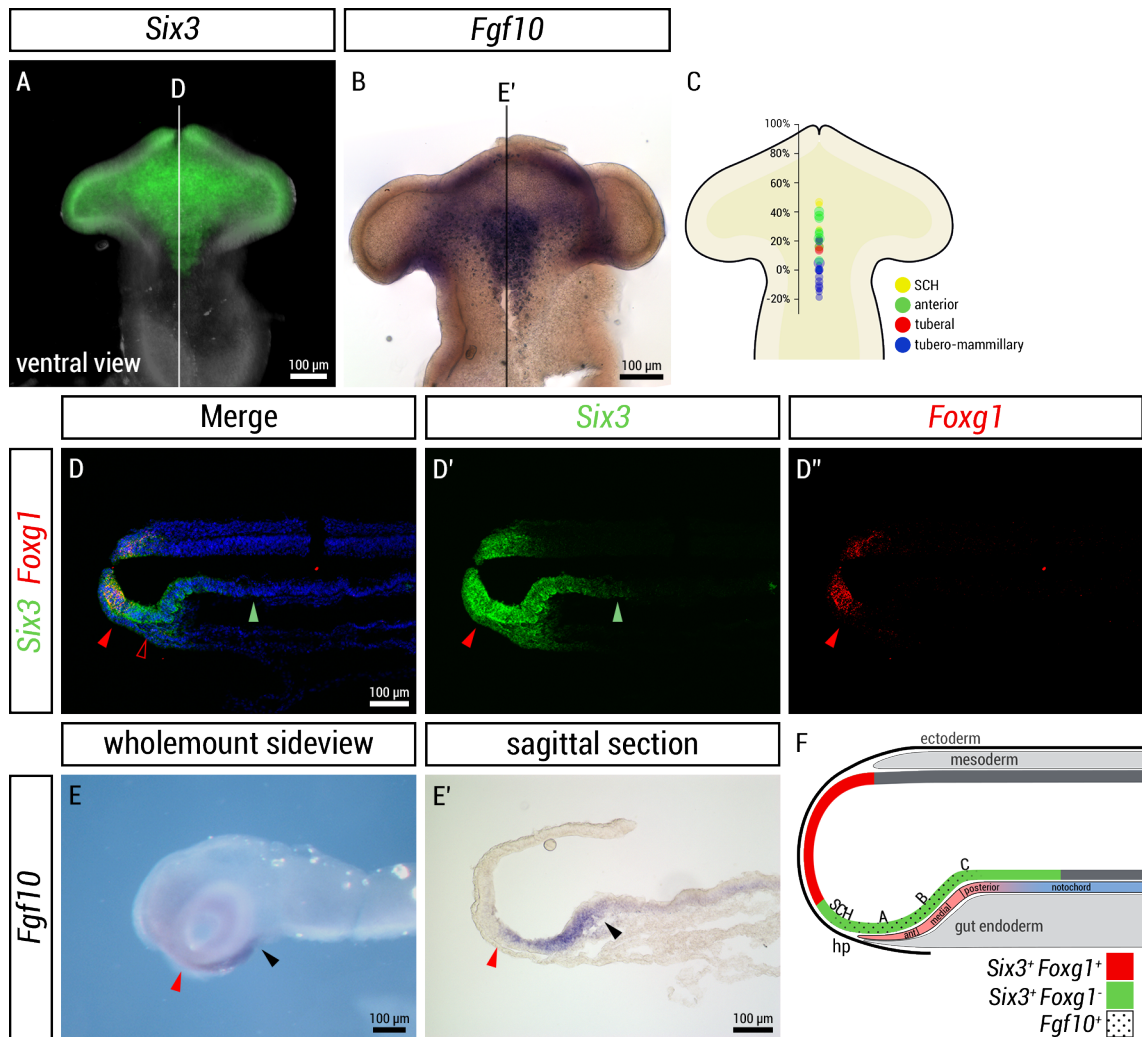 Six3
Fgf10
A
D
ventral view
100 µm
B
E'
100 µm
C
100%
80%
60%
40%
20%
0%
-20%
SCH
anterior
tuberal
tubero-mammillary
Merge
Six3
Foxg1
Six3 Foxg1
D
100 µm
D'
D"
wholemount sideview
sagittal section
Fgf10
E
100 µm
E'
100 µm
F
ectoderm
mesoderm
SCH
A
B
C
ant
medial
posterior
notochord
gut endoderm
hp
Six3⁺ Foxg1⁺
Six3⁺ Foxg1⁻
Fgf10⁺